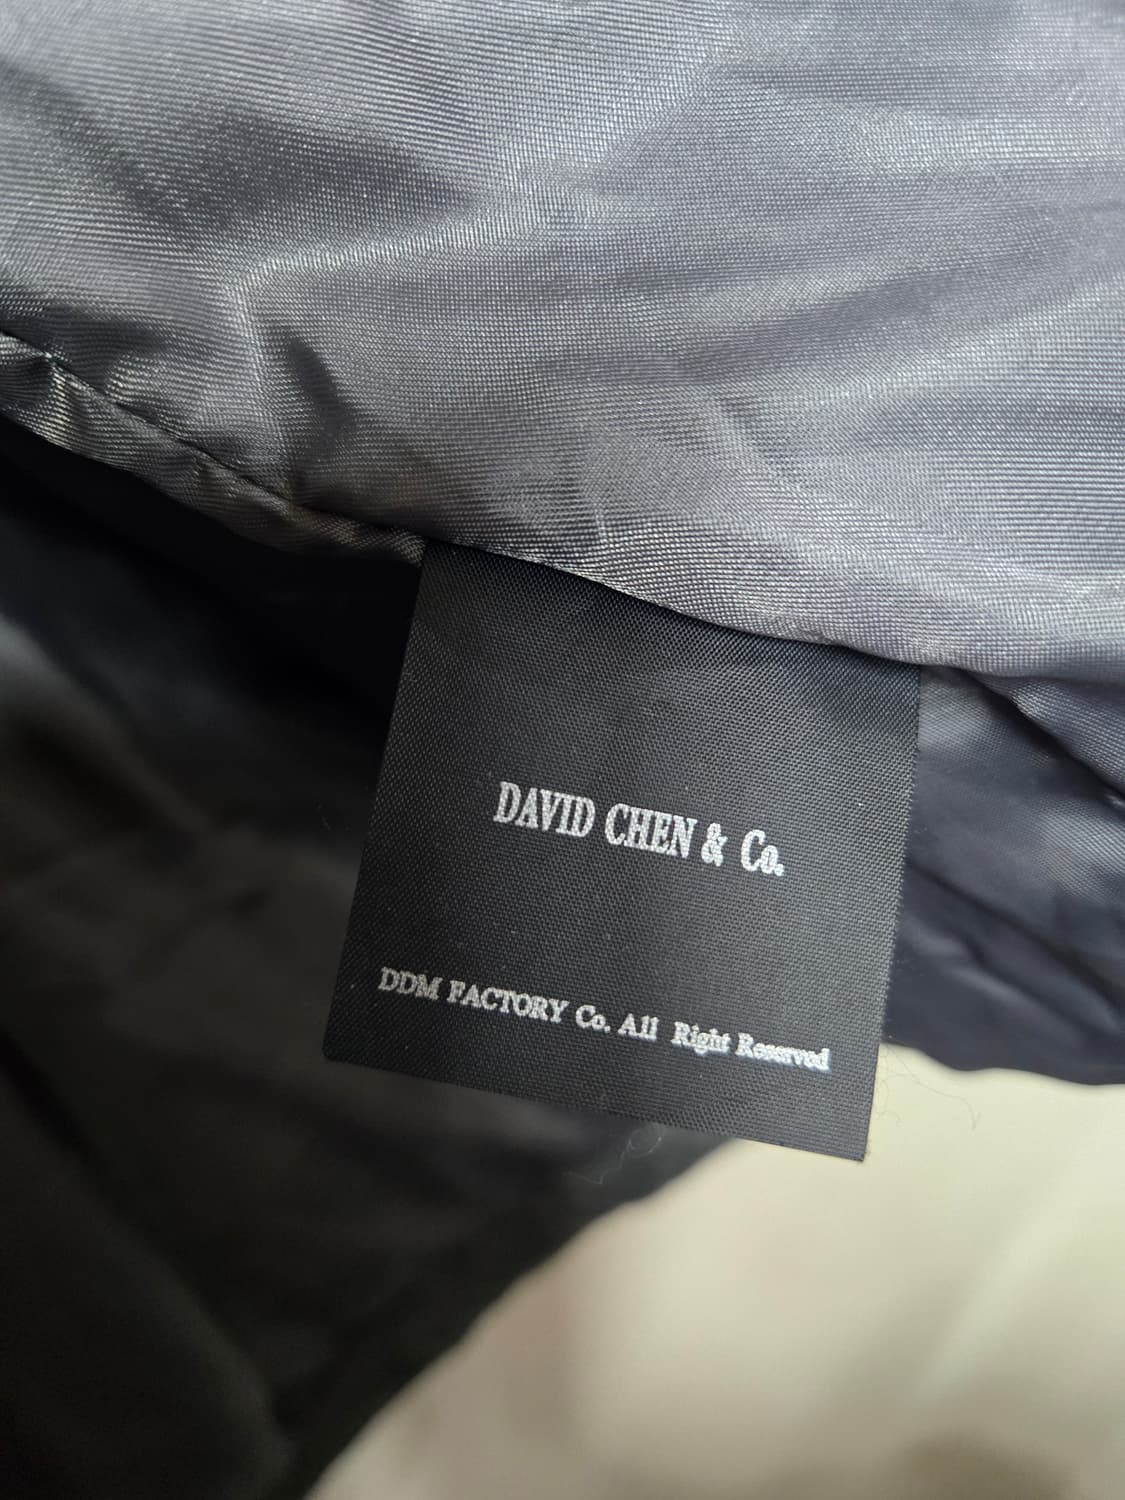 DAVID CHEN & Co.
DDM FACTORY Co. All Right Reserved